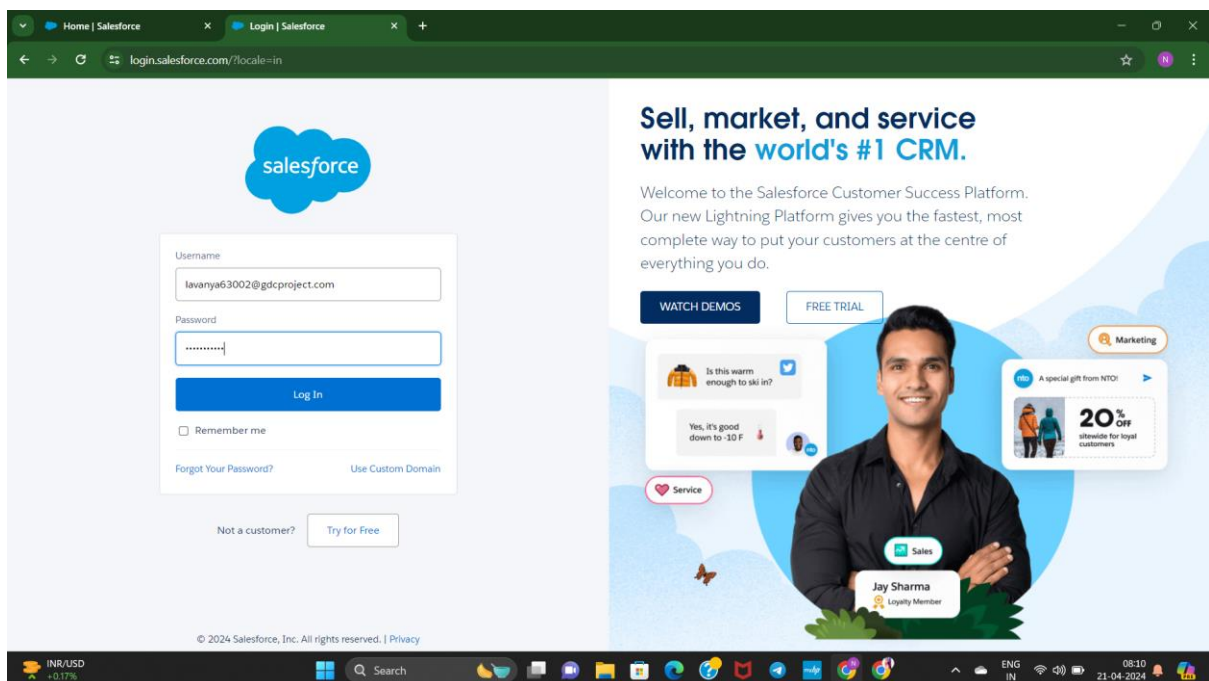 Home | Salesforce
Login | Salesforce
login.salesforce.com/?locale=in
N
salesforce
Username
lavanya63002@gdcproject.com
Password
Log In
Remember me
Forgot Your Password?
Use Custom Domain
Not a customer?
Try for Free
© 2024 Salesforce, Inc. All rights reserved. | Privacy
Sell, market, and service
with the world's #1 CRM.
Welcome to the Salesforce Customer Success Platform.
Our new Lightning Platform gives you the fastest, most
complete way to put your customers at the centre of
everything you do.
WATCH DEMOS
FREE TRIAL
Is this warm
enough to ski in?
Yes, it's good
down to -10 F
nto
Service
Marketing
nto
A special gift from NTO!
20% OFF
sitewide for loyal
customers
Sales
Jay Sharma
Loyalty Member
INR/USD
+0.17%
Search
ENG
IN
08:10
21-04-2024